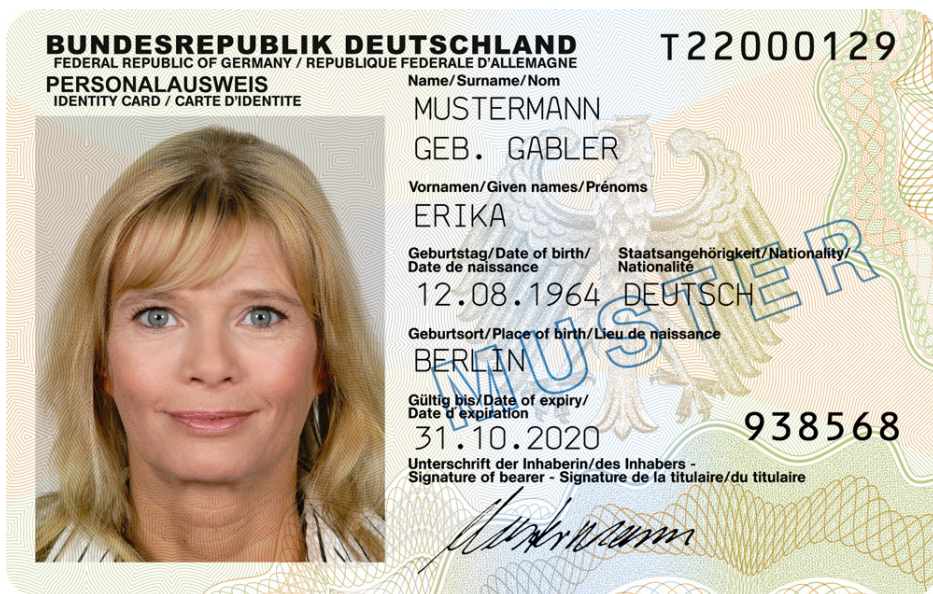 BUNDESREPUBLIK DEUTSCHLAND
FEDERAL REPUBLIC OF GERMANY / REPUBLIQUE FEDERALE D'ALLEMAGNE
PERSONALAUSWEIS
IDENTITY CARD / CARTE D'IDENTITE
T22000129
Name/Surname/Nom
MUSTERMANN
GEB. GABLER
Vornamen/Given names/Prénoms
ERIKA
Geburtstag/Date of birth/
Date de naissance
12.08.1964
Staatsangehörigkeit/Nationality/
Nationalité
DEUTSCH
Geburtsort/Place of birth/Lieu de naissance
BERLIN
Gültig bis/Date of expiry/
Date d'expiration
31.10.2020
938568
Unterschrift der Inhaberin/des Inhabers -
Signature of bearer - Signature de la titulaire/du titulaire
Mustermann
MUSTER